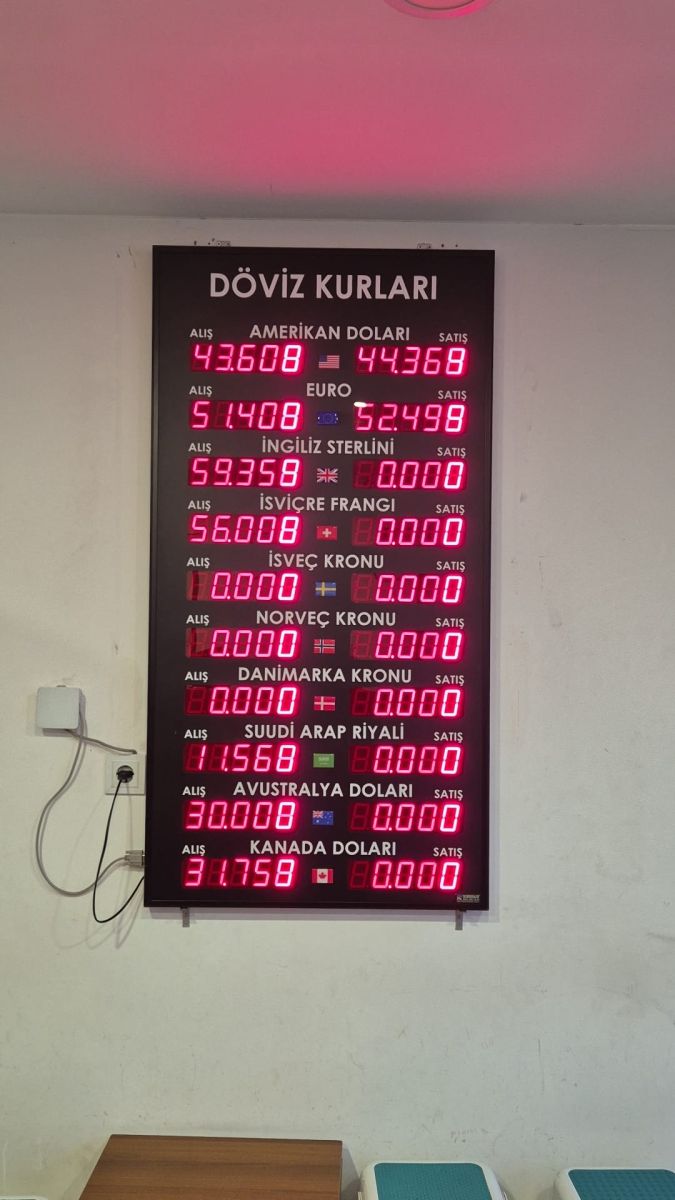 DÖVİZ KURLARI
ALIŞ AMERİKAN DOLARI SATIŞ
43.608 44.368
ALIŞ EURO SATIŞ
51.408 52.498
ALIŞ İNGİLİZ STERLİNİ SATIŞ
59.358 0.000
ALIŞ İSVİÇRE FRANGI SATIŞ
56.008 0.000
ALIŞ İSVEÇ KRONU SATIŞ
0.000 0.000
ALIŞ NORVEÇ KRONU SATIŞ
0.000 0.000
ALIŞ DANİMARKA KRONU SATIŞ
0.000 0.000
ALIŞ SUUDİ ARAP RİYALİ SATIŞ
11.568 0.000
ALIŞ AVUSTRALYA DOLARI SATIŞ
30.008 0.000
ALIŞ KANADA DOLARI SATIŞ
31.758 0.000